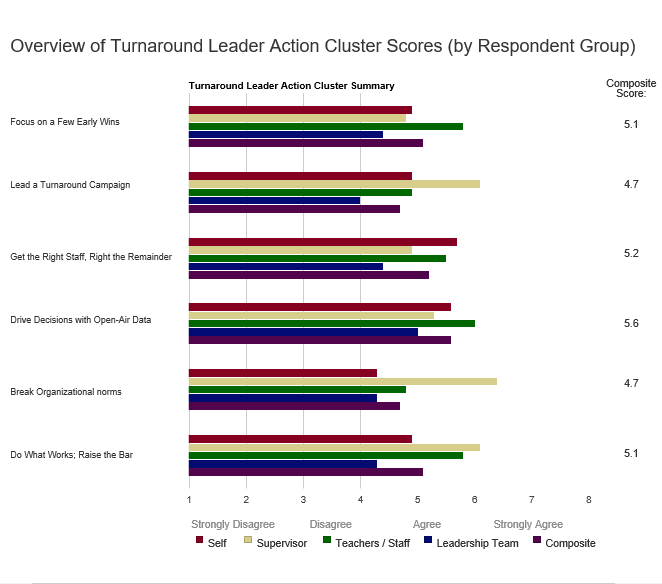 Overview of Turnaround Leader Action Cluster Scores (by Respondent Group)
Turnaround Leader Action Cluster Summary
Composite
Score:
Focus on a Few Early Wins
5.1
Lead a Turnaround Campaign
4.7
Get the Right Staff, Right the Remainder
5.2
Drive Decisions with Open-Air Data
5.6
Break Organizational norms
4.7
Do What Works; Raise the Bar
5.1
1 2 3 4 5 6 7 8
Strongly Disagree Disagree Agree Strongly Agree
Self Supervisor Teachers / Staff Leadership Team Composite